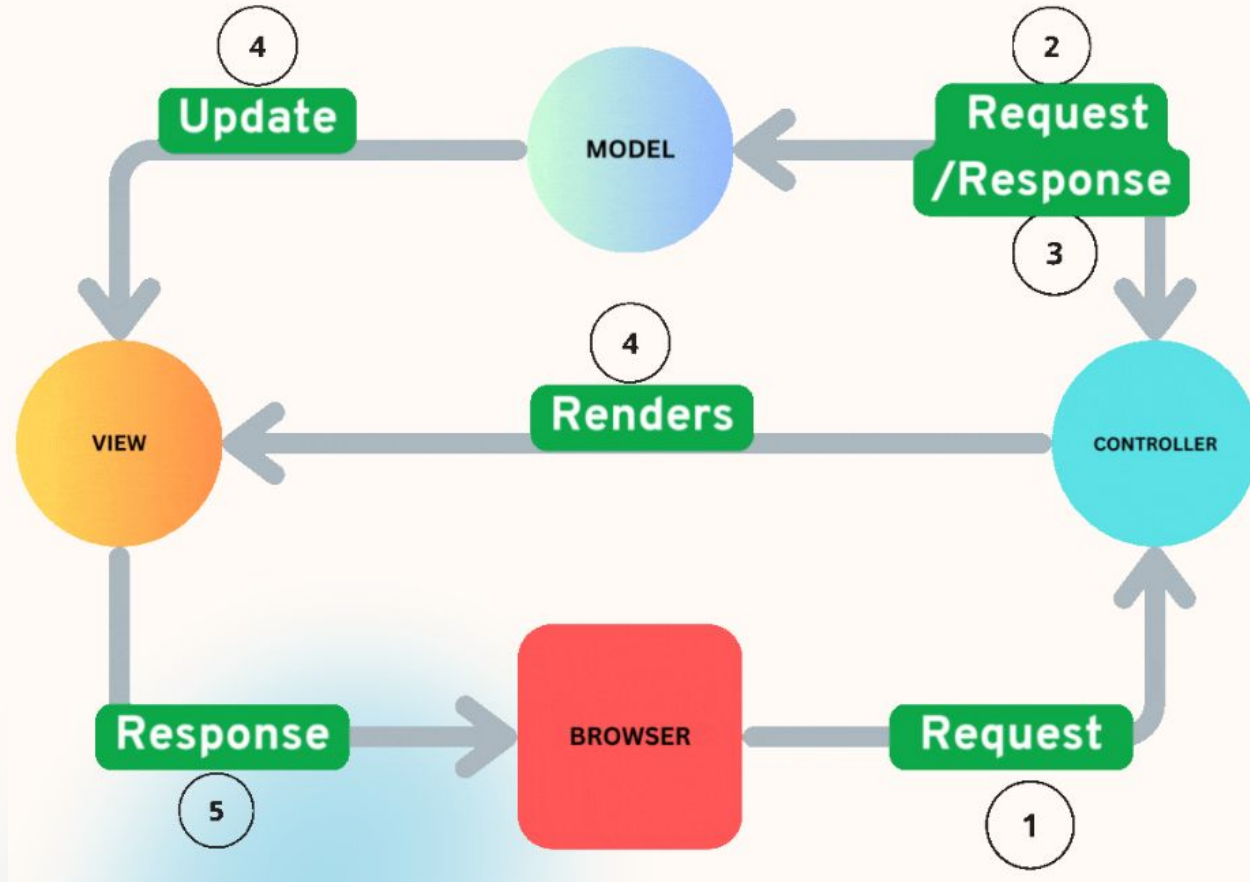 4
2
Update
Request
MODEL
/Response
3
4
Renders
VIEW
CONTROLLER
Response
BROWSER
Request
5
1